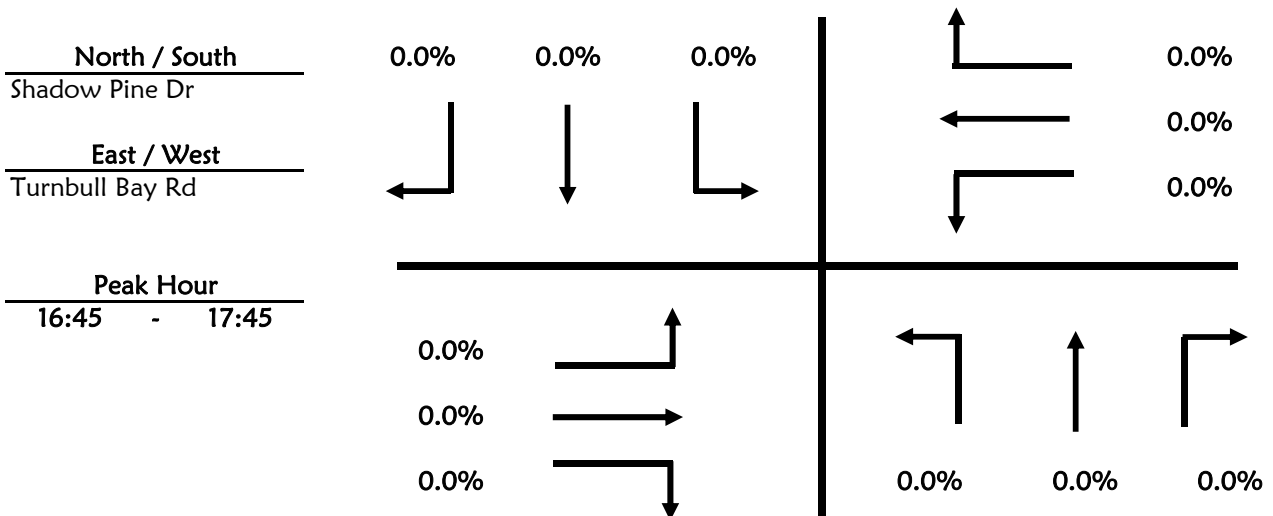 North / South
Shadow Pine Dr
East / West
Turnbull Bay Rd
Peak Hour
16:45 - 17:45
0.0% 0.0% 0.0%
0.0%
0.0%
0.0%
0.0%
0.0%
0.0%
0.0% 0.0% 0.0%